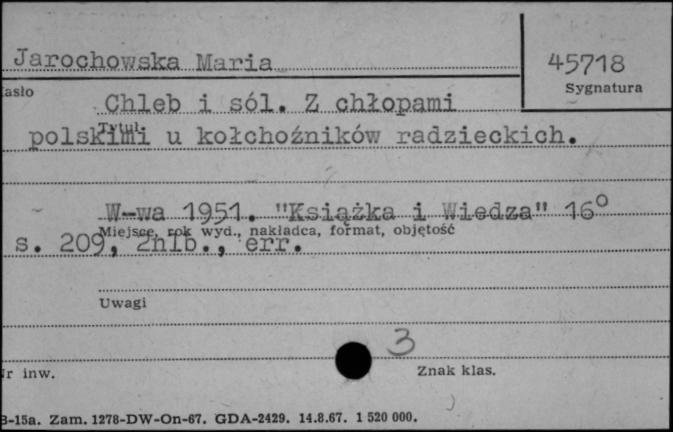 Jarochowska Maria
45718
Sygnatura
Chleb i sól. Z chłopami
Tytuł
polskimi u kołchoźników radzieckich.
W-wa 1951. "Książka i Wiedza" 16°
Miejsce, rok wyd., nakładca, format, objętość
s. 209, 2nlb., err.
Uwagi
3
Nr inw.
Znak klas.
B-15a. Zam. 1278-DW-On-67. GDA-2429. 14.8.67. 1 520 000.